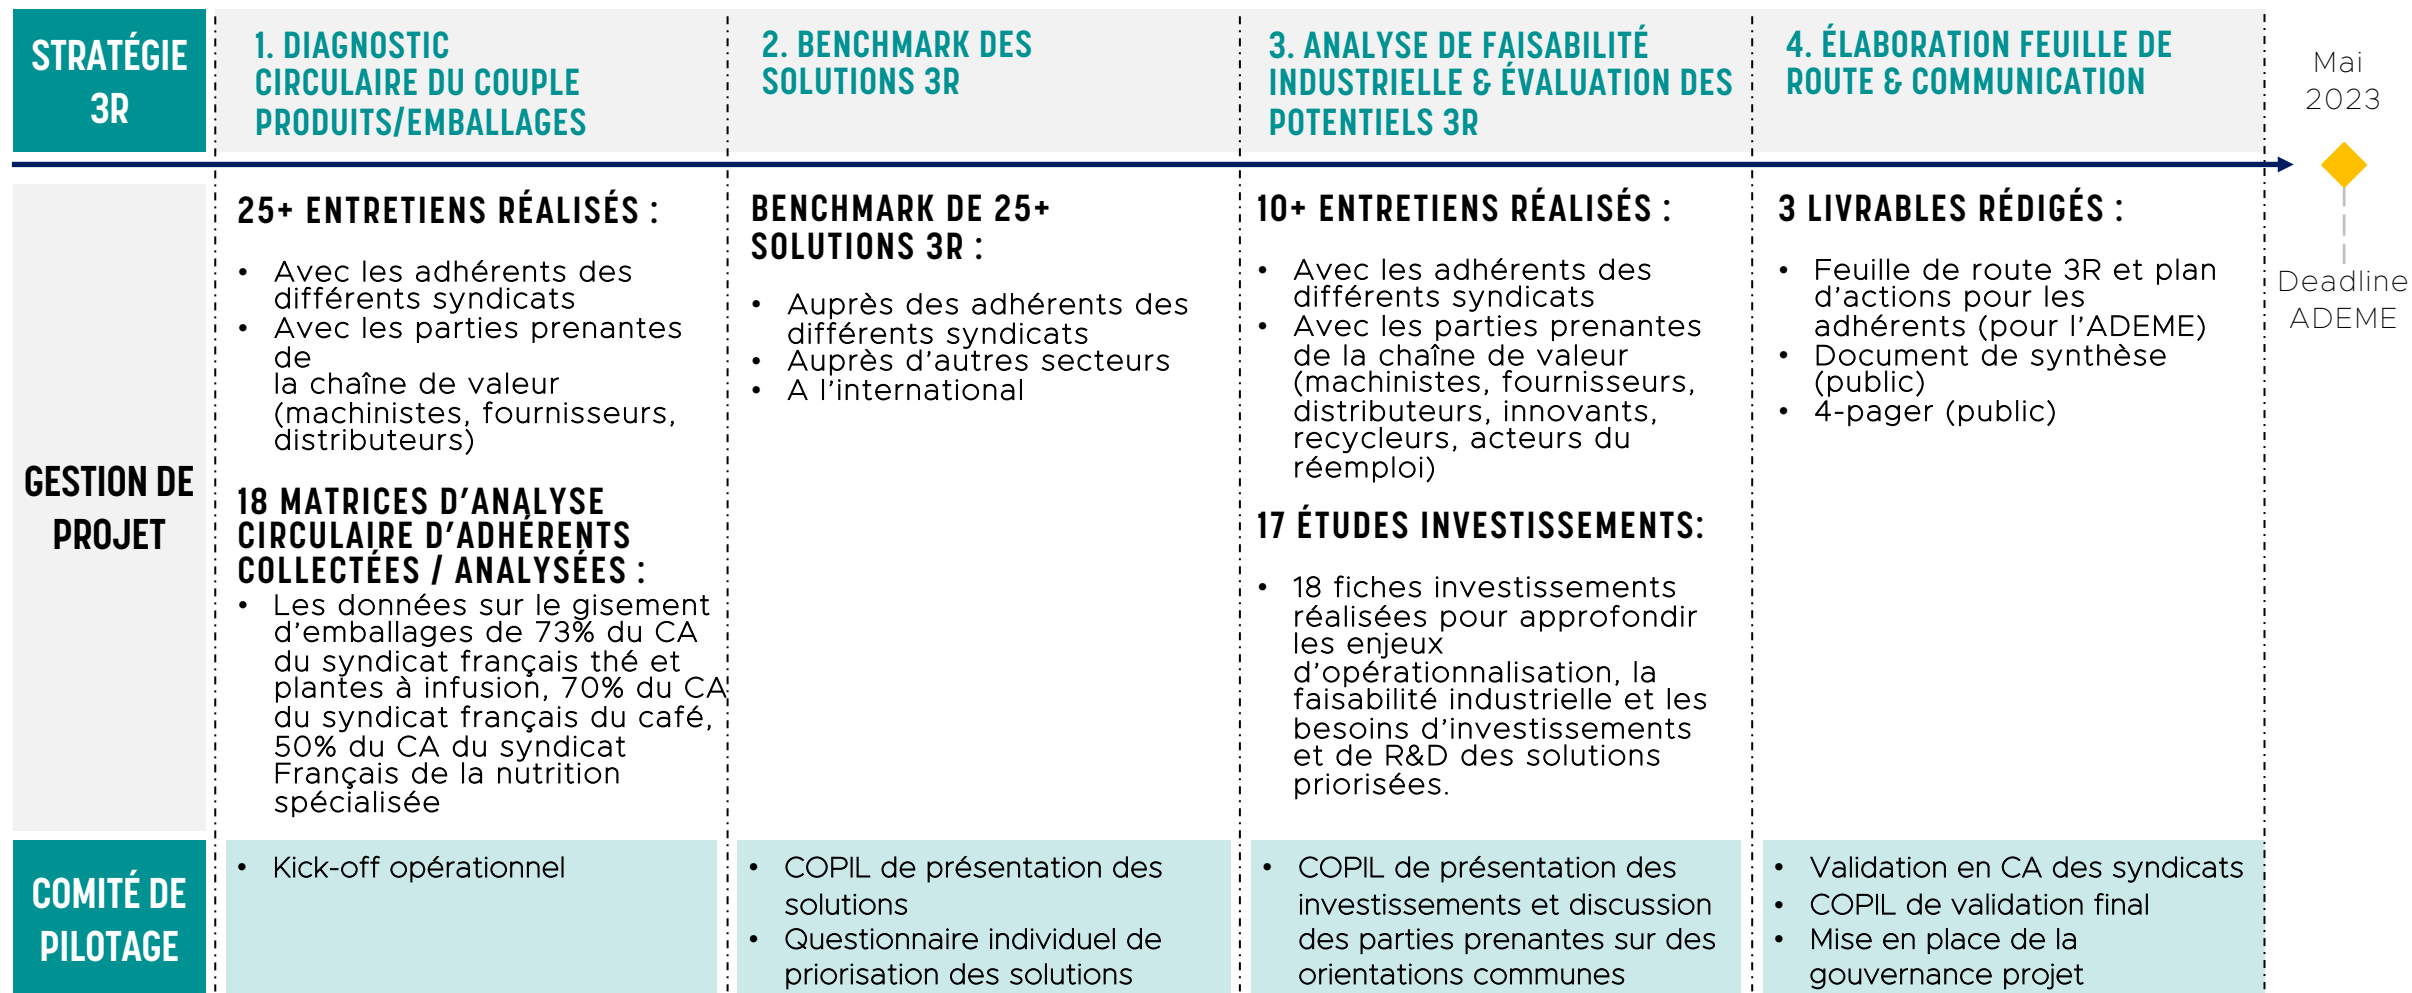 STRATÉGIE
3R
1. DIAGNOSTIC
CIRCULAIRE DU COUPLE
PRODUITS/EMBALLAGES
2. BENCHMARK DES
SOLUTIONS 3R
3. ANALYSE DE FAISABILITÉ
INDUSTRIELLE & ÉVALUATION DES
POTENTIELS 3R
4. ÉLABORATION FEUILLE DE
ROUTE & COMMUNICATION
Mai
2023
Deadline
ADEME
GESTION DE
PROJET
25+ ENTRETIENS RÉALISÉS :
• Avec les adhérents des
différents syndicats
• Avec les parties prenantes
de
la chaîne de valeur
(machinistes, fournisseurs,
distributeurs)
18 MATRICES D'ANALYSE
CIRCULAIRE D'ADHÉRENTS
COLLECTÉES / ANALYSÉES :
• Les données sur le gisement
d'emballages de 73% du CA
du syndicat français thé et
plantes à infusion, 70% du CA
du syndicat français du café,
50% du CA du syndicat
Français de la nutrition
spécialisée
BENCHMARK DE 25+
SOLUTIONS 3R :
• Auprès des adhérents des
différents syndicats
• Auprès d'autres secteurs
• A l'international
10+ ENTRETIENS RÉALISÉS :
• Avec les adhérents des
différents syndicats
• Avec les parties prenantes
de la chaîne de valeur
(machinistes, fournisseurs,
distributeurs, innovants,
recycleurs, acteurs du
réemploi)
17 ÉTUDES INVESTISSEMENTS:
• 18 fiches investissements
réalisées pour approfondir
les enjeux
d'opérationnalisation, la
faisabilité industrielle et les
besoins d'investissements
et de R&D des solutions
priorisées.
3 LIVRABLES RÉDIGÉS :
• Feuille de route 3R et plan
d'actions pour les
adhérents (pour l'ADEME)
• Document de synthèse
(public)
• 4-pager (public)
COMITÉ DE
PILOTAGE
• Kick-off opérationnel
• COPIL de présentation des
solutions
• Questionnaire individuel de
priorisation des solutions
• COPIL de présentation des
investissements et discussion
des parties prenantes sur des
orientations communes
• Validation en CA des syndicats
• COPIL de validation final
• Mise en place de la
gouvernance projet